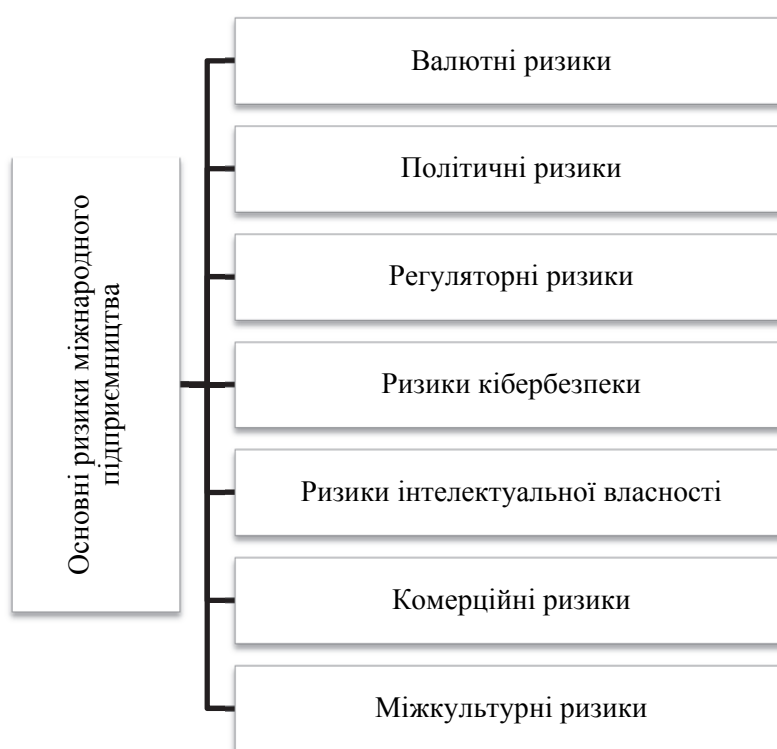 Основні ризики міжнародного
підприємництва
Валютні ризики
Політичні ризики
Регуляторні ризики
Ризики кібербезпеки
Ризики інтелектуальної власності
Комерційні ризики
Міжкультурні ризики